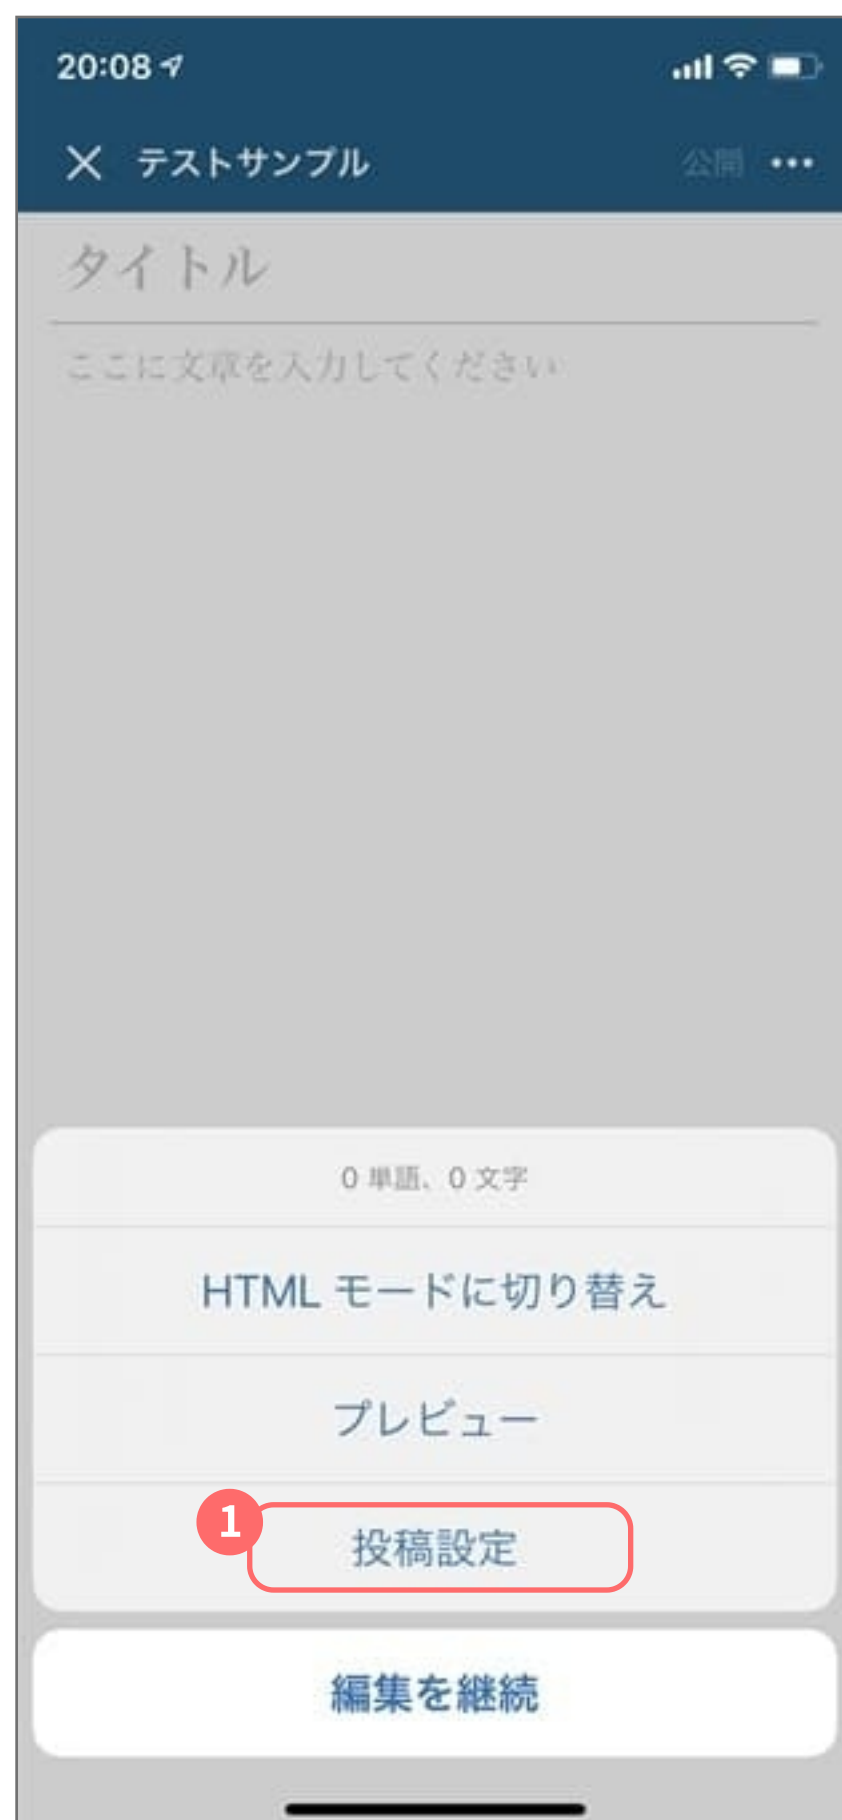 20:08
テストサンプル 公開
タイトル
ここに文章を入力してください
0 単語、0 文字
HTML モードに切り替え
プレビュー
1
投稿設定
編集を継続